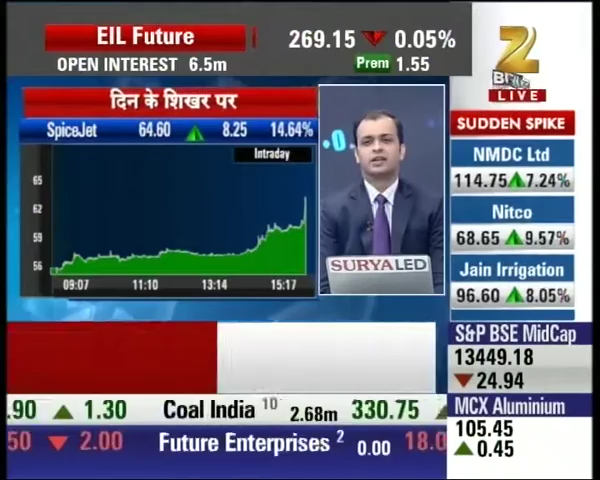 EIL Future
269.15 0.05%
OPEN INTEREST 6.5m
Prem 1.55
LIVE
दिन के शिखर पर
SpiceJet 64.60 8.25 14.64%
Intraday
65
62
59
56
09:07 11:10 13:14 15:17
SURYA LED
SUDDEN SPIKE
NMDC Ltd
114.75 7.24%
Nitco
68.65 9.57%
Jain Irrigation
96.60 8.05%
S&P BSE MidCap
13449.18
24.94
MCX Aluminium
105.45
0.45
.90 1.30 Coal India 10 2.68m 330.75
50 2.00 Future Enterprises 2 0.00 18.0